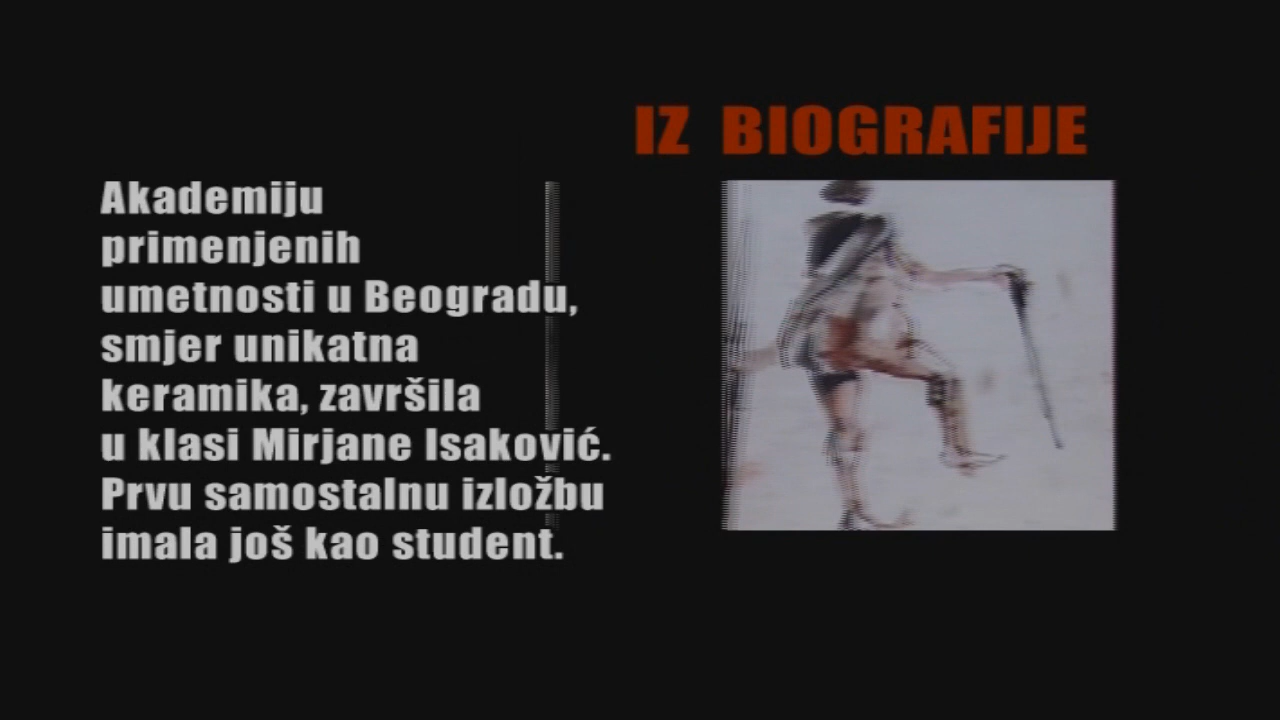 IZ BIOGRAFIJE
Akademiju
primenjenih
umetnosti u Beogradu,
smjer unikatna
keramika, završila
u klasi Mirjane Isaković.
Prvu samostalnu izložbu
imala još kao student.